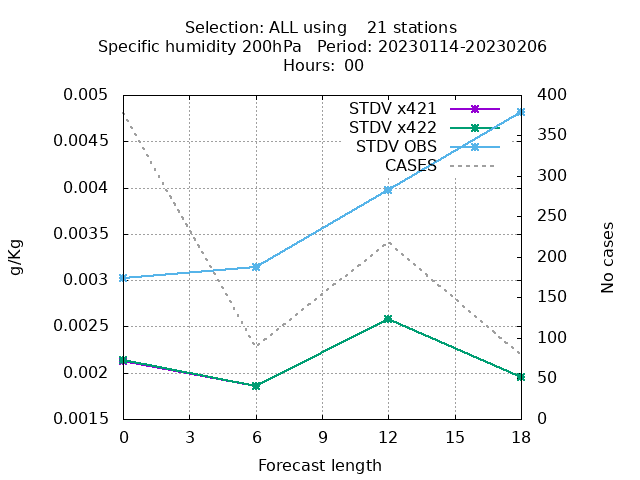 Selection: ALL using    21 stations
Specific humidity 200hPa   Period: 20230114-20230206
Hours:  00
0.005
0.0045
0.004
0.0035
0.003
0.0025
0.002
0.0015
g/Kg
400
350
300
250
200
150
100
50
0
No cases
STDV x421
STDV x422
STDV OBS
CASES
0 3 6 9 12 15 18
Forecast length